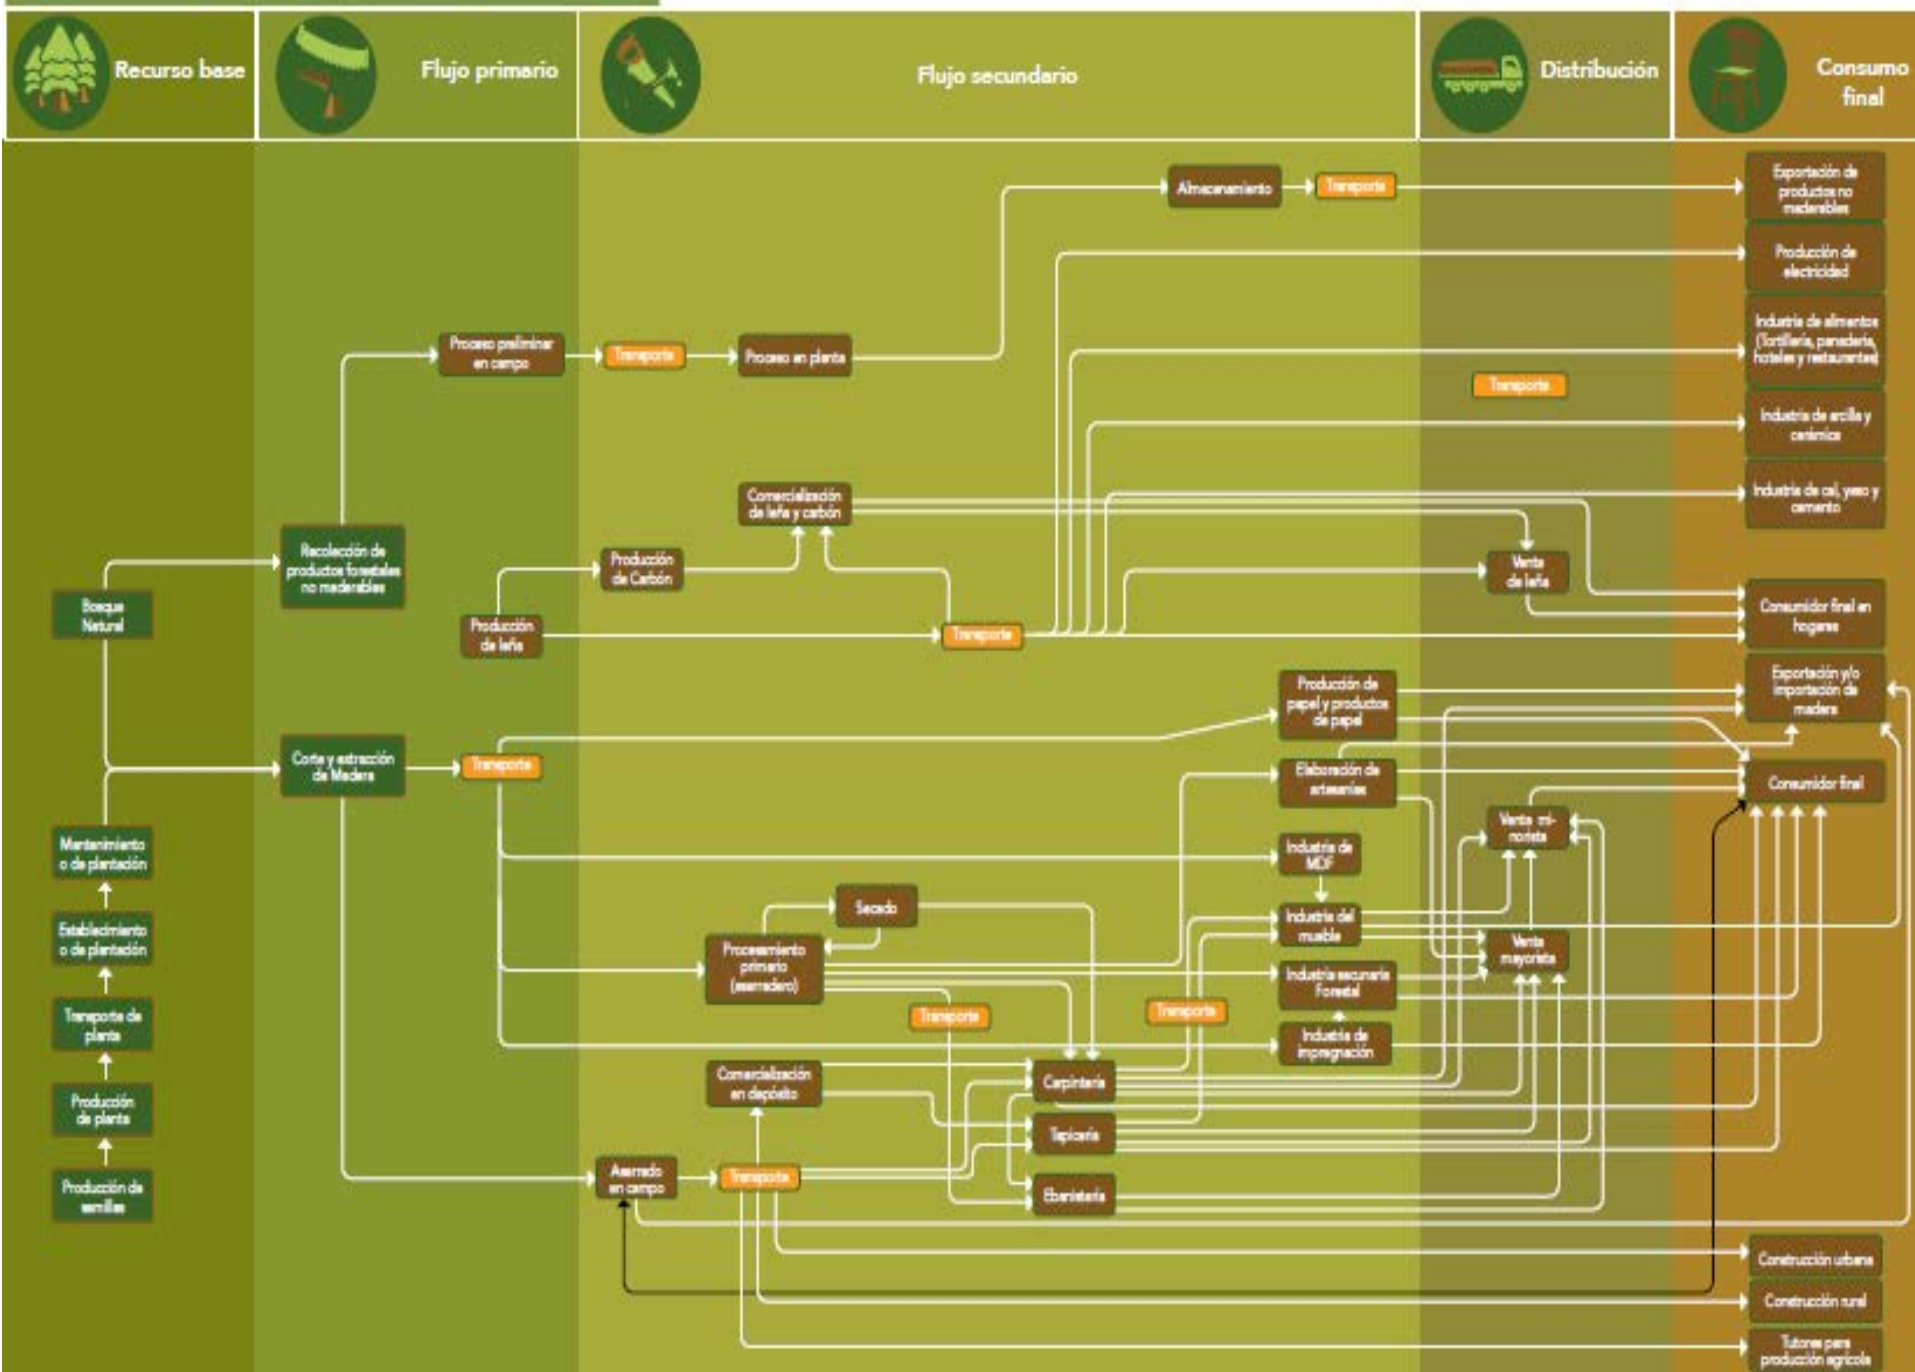 Recurso base
Flujo primario
Flujo secundario
Distribución
Consumo
final
Almacenamiento
Transporte
Exportación de
productos no
maderables
Producción de
electricidad
Proceso preliminar
en campo
Transporte
Proceso en planta
Industria de alimentos
(Tortillería, panadería,
hoteles y restaurantes)
Transporte
Industria de arcilla y
cerámica
Comercialización
de leña y carbón
Industria de cal, yeso y
cemento
Recolección de
productos forestales
no maderables
Producción
de Carbón
Venta
de leña
Bosque
Natural
Producción
de leña
Transporte
Consumidor final en
hogares
Producción de
papel y productos
de papel
Exportación y/o
importación de
madera
Corte y extracción
de Madera
Transporte
Elaboración de
artesanías
Consumidor final
Venta mi-
norista
Mantenimiento
o de plantación
Industria de
MDF
Secado
Establecimiento
o de plantación
Procesamiento
primario
(aserradero)
Industria del
mueble
Venta
mayorista
Industria secunaria
Forestal
Transporte de
planta
Transporte
Transporte
Industria de
impregnación
Comercialización
en depósito
Carpintería
Producción
de planta
Tapicería
Aserrado
en campo
Transporte
Ebanistería
Producción de
semillas
Construcción urbana
Construcción rural
Tutores para
producción agrícola